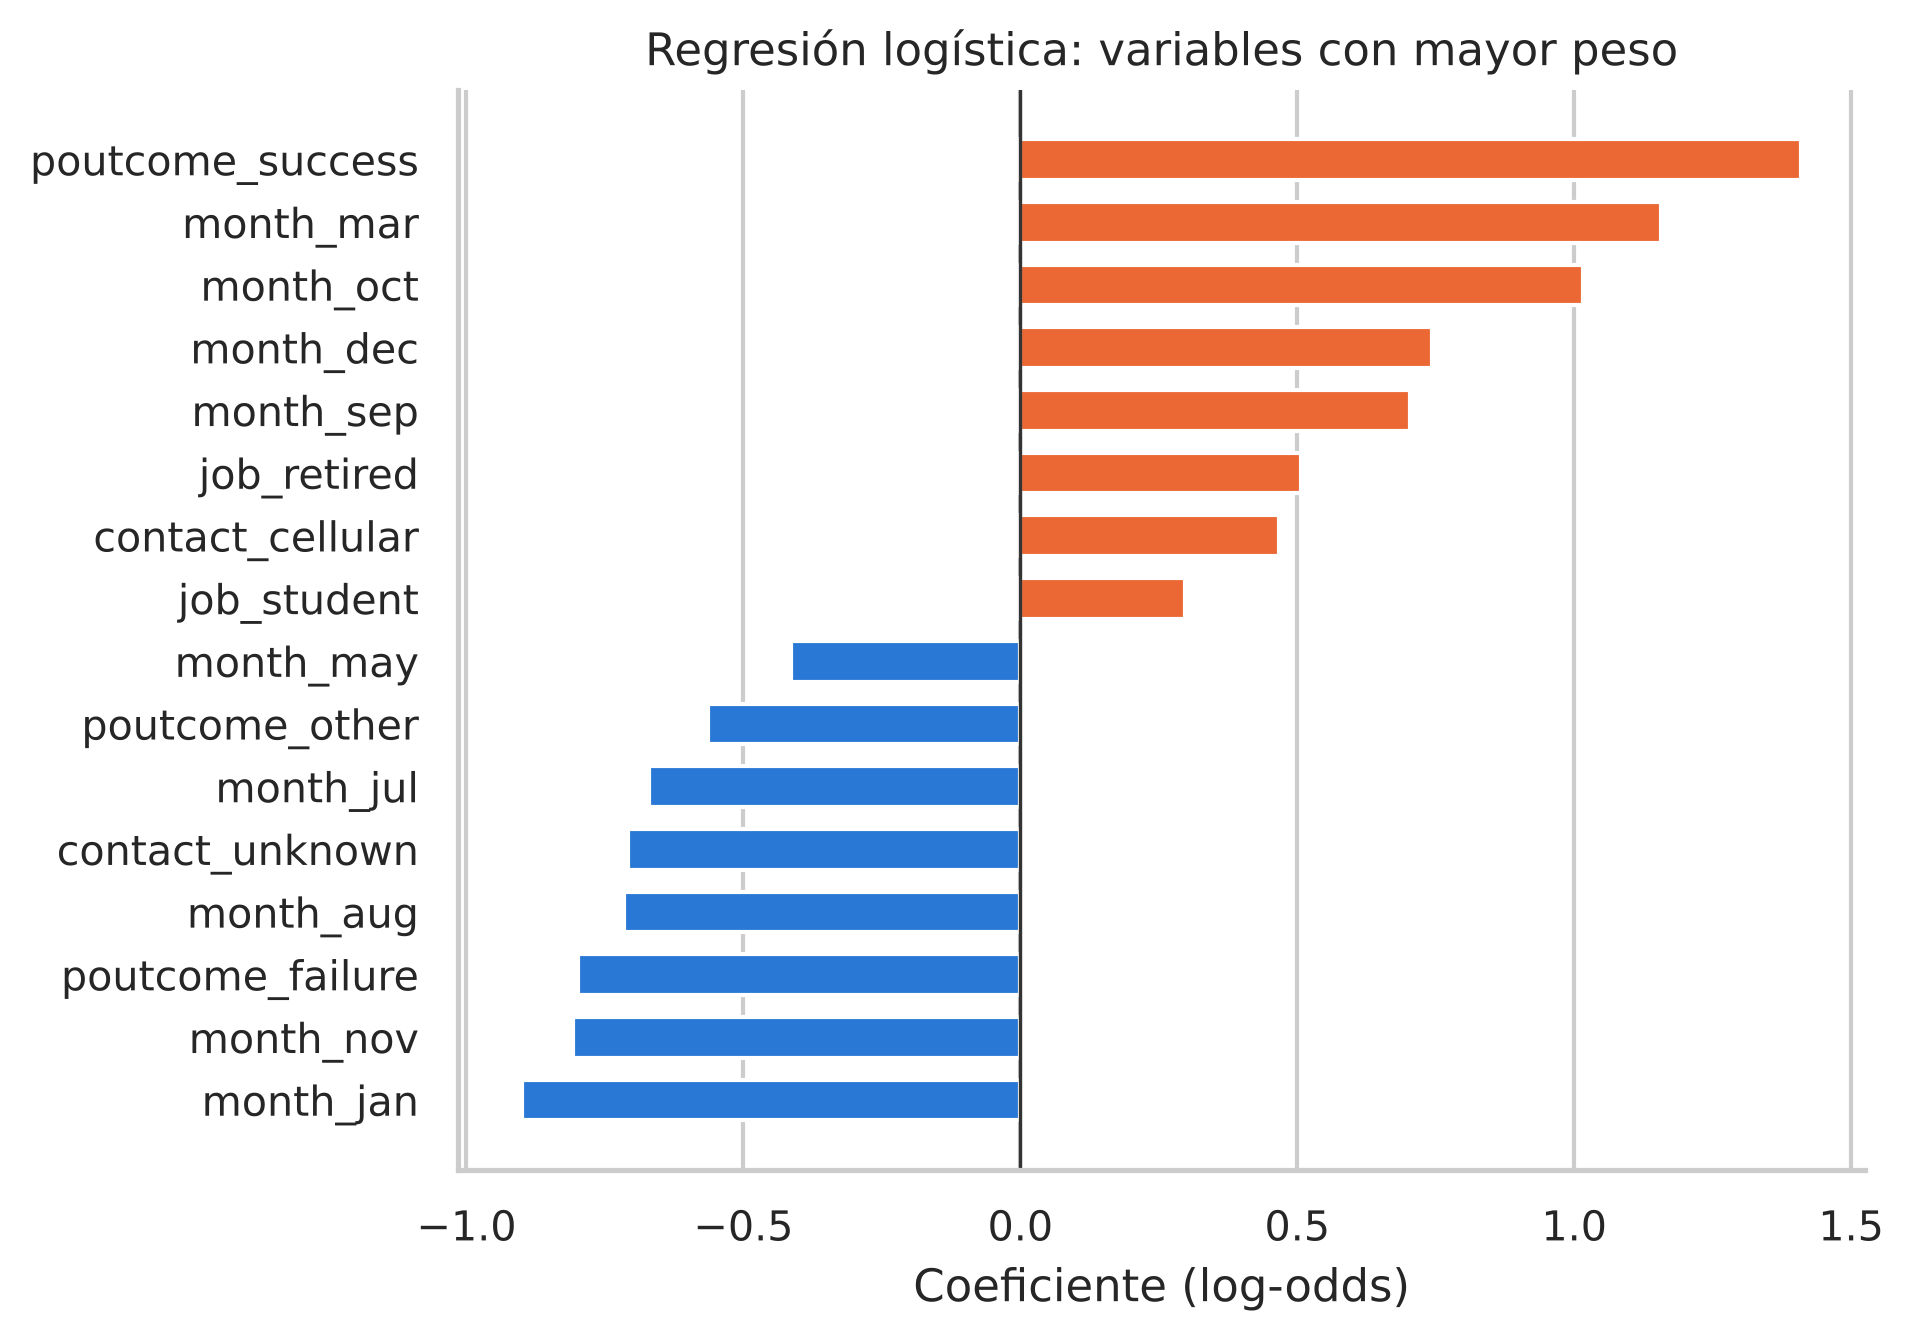 Regresión logística: variables con mayor peso
poutcome_success
month_mar
month_oct
month_dec
month_sep
job_retired
contact_cellular
job_student
month_may
poutcome_other
month_jul
contact_unknown
month_aug
poutcome_failure
month_nov
month_jan
−1.0 −0.5 0.0 0.5 1.0 1.5
Coeficiente (log-odds)